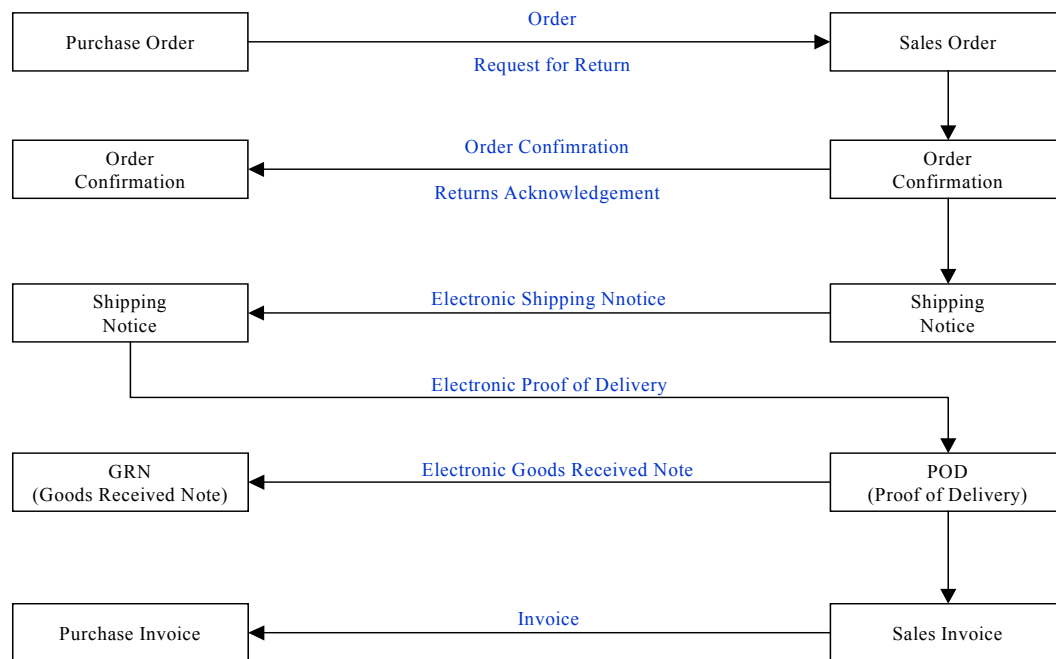 Order
Purchase Order
Sales Order
Request for Return
Order Confimration
Order
Confirmation
Order
Confirmation
Returns Acknowledgement
Electronic Shipping Nnotice
Shipping
Notice
Shipping
Notice
Electronic Proof of Delivery
Electronic Goods Received Note
GRN
(Goods Received Note)
POD
(Proof of Delivery)
Invoice
Purchase Invoice
Sales Invoice